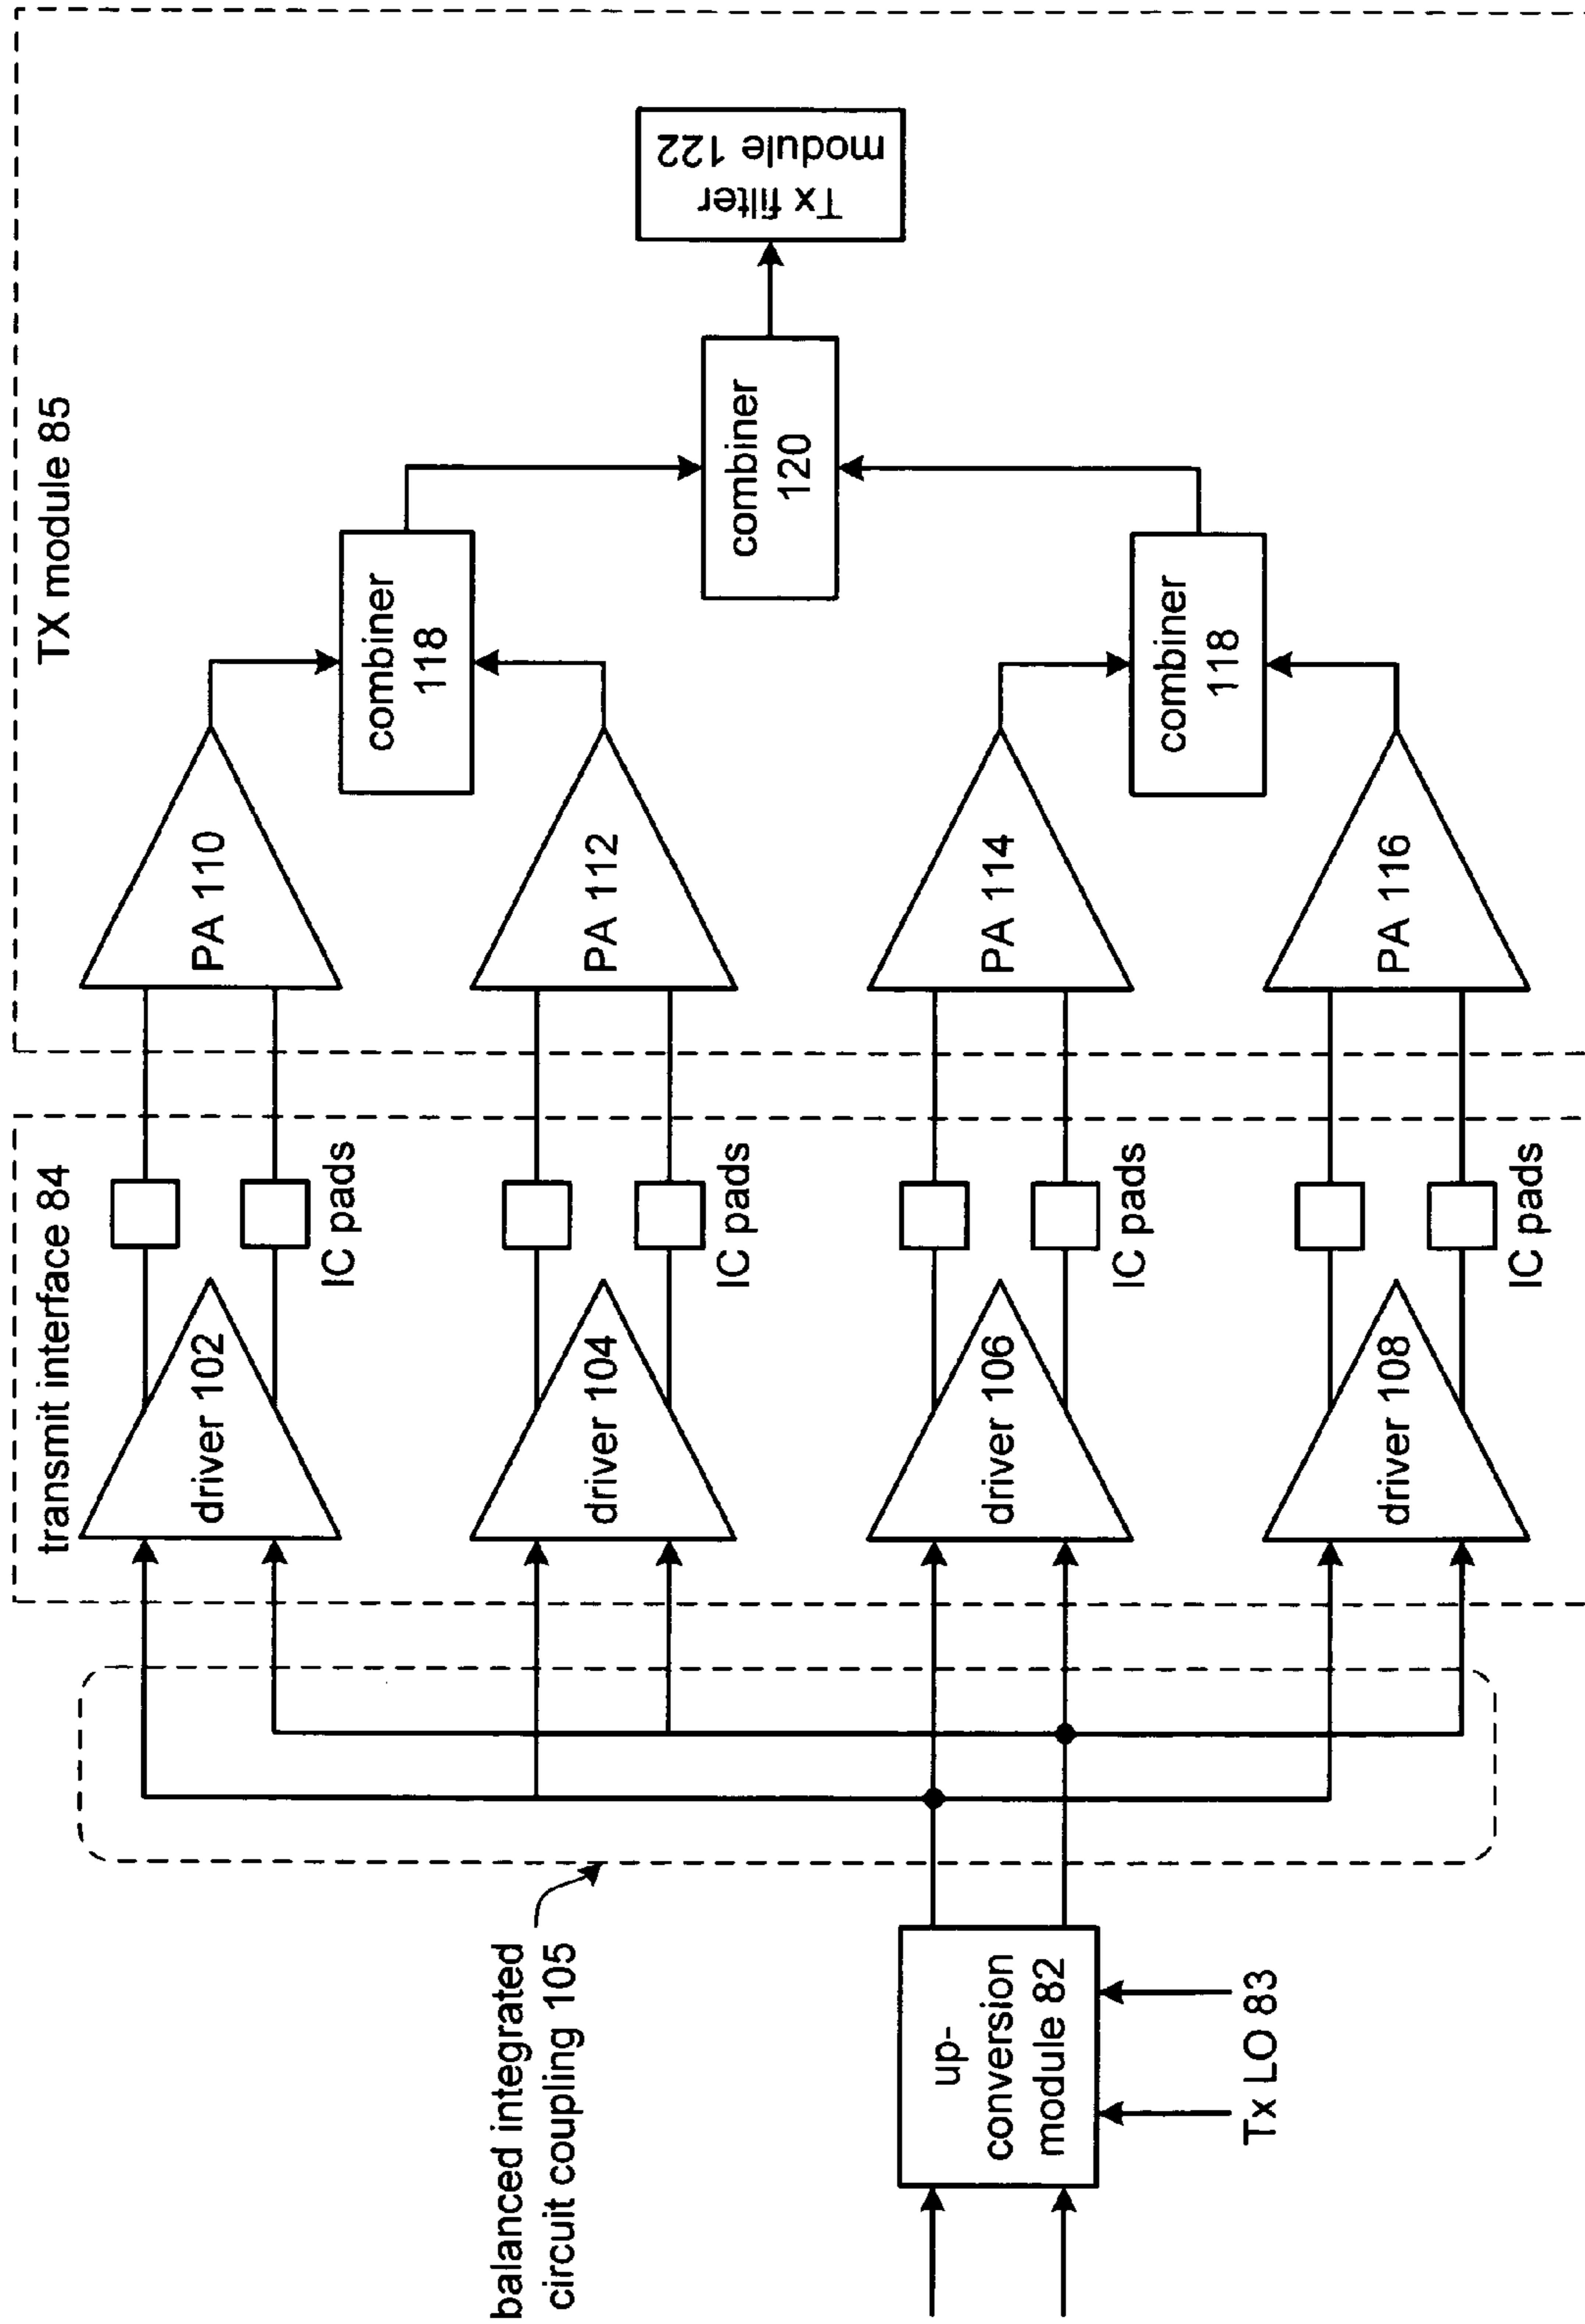 TX module 85
Tx filter
module 122
combiner
120
combiner
118
combiner
118
PA 110
PA 112
PA 114
PA 116
transmit interface 84
IC pads
IC pads
IC pads
IC pads
driver 102
driver 104
driver 106
driver 108
balanced integrated
circuit coupling 105
up-
conversion
module 82
Tx LO 83